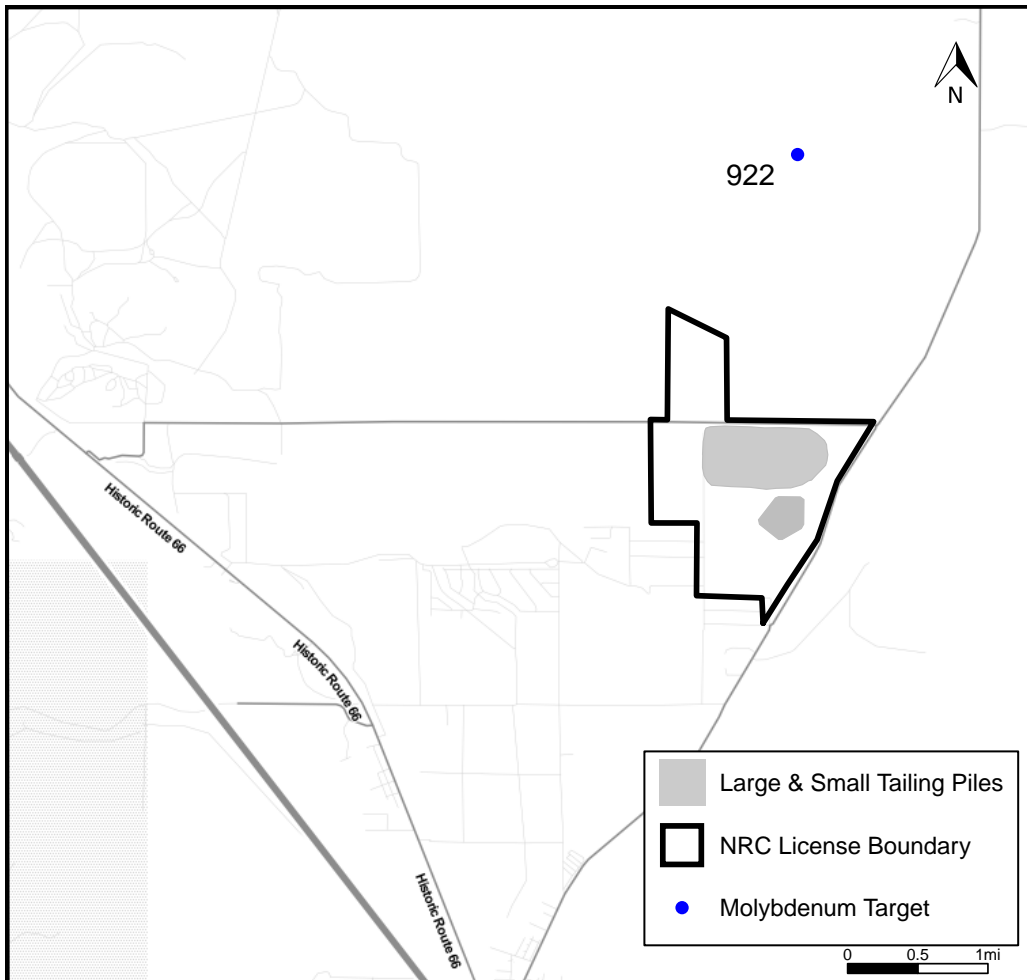 N
922
Historic Route 66
Historic Route 66
Historic Route 66
Large & Small Tailing Piles
NRC License Boundary
Molybdenum Target
0 0.5 1mi